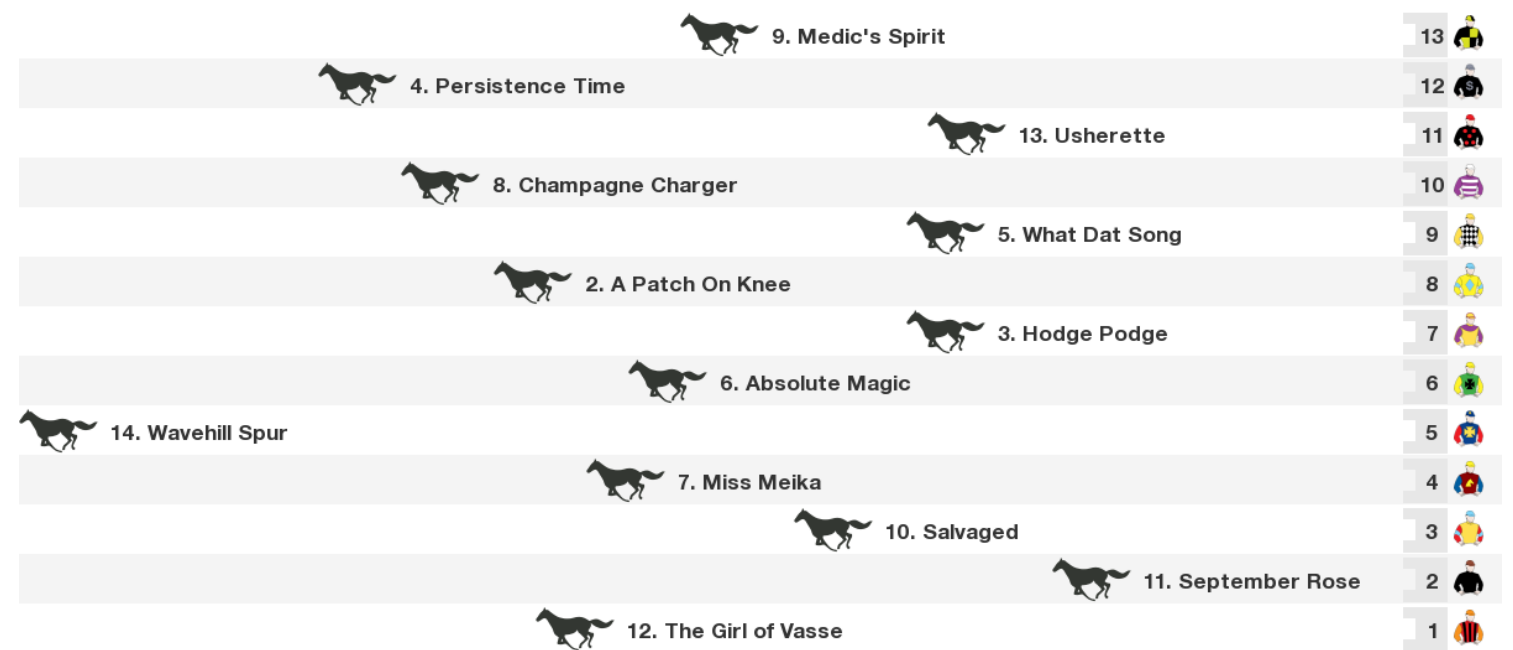 9. Medic's Spirit 13
4. Persistence Time 12 S
13. Usherette 11
8. Champagne Charger 10
5. What Dat Song 9
2. A Patch On Knee 8
3. Hodge Podge 7
6. Absolute Magic 6
14. Wavehill Spur 5
7. Miss Meika 4
10. Salvaged 3
11. September Rose 2
12. The Girl of Vasse 1